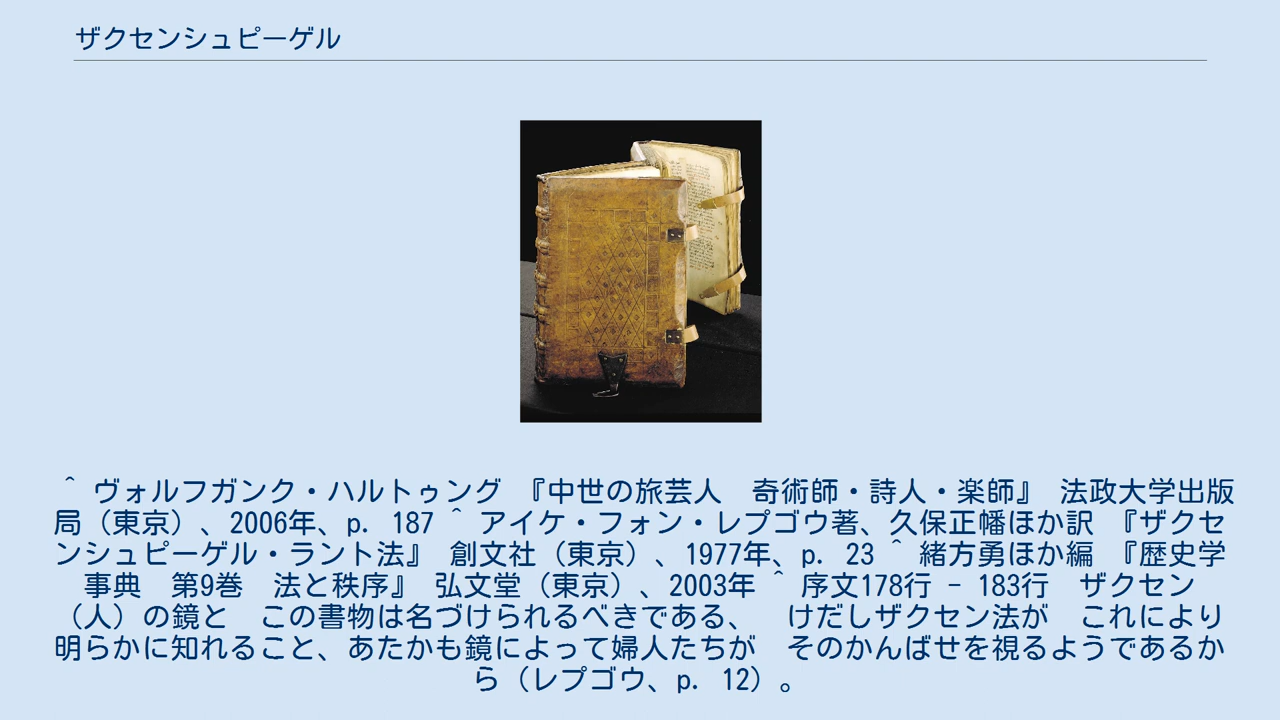 ザクセンシュピーゲル
^ ヴォルフガンク・ハルトゥング 『中世の旅芸人　奇術師・詩人・楽師』 法政大学出版
局（東京）、2006年、p. 187 ^ アイケ・フォン・レプゴウ著、久保正幡ほか訳 『ザクセ
ンシュピーゲル・ラント法』 創文社（東京）、1977年、p. 23 ^ 緒方勇ほか編 『歴史学
事典　第9巻　法と秩序』 弘文堂（東京）、2003年 ^ 序文178行 - 183行　ザクセン
（人）の鏡と　この書物は名づけられるべきである、　けだしザクセン法が　これにより
明らかに知れること、あたかも鏡によって婦人たちが　そのかんばせを視るようであるか
ら（レプゴウ、p. 12）。